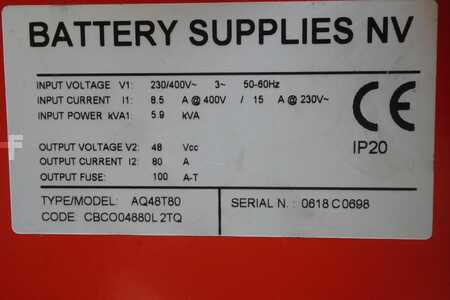 BATTERY SUPPLIES NV
INPUT VOLTAGE V1: 230/400V~ 3~ 50-60Hz
INPUT CURRENT I1: 8.5 A @ 400V / 15 A @ 230V~
INPUT POWER kVA1: 5.9 kVA
CE
IP20
OUTPUT VOLTAGE V2: 48 Vcc
OUTPUT CURRENT I2: 80 A
OUTPUT FUSE: 100 A-T
TYPE/MODEL: AQ48T80
CODE: CBCO04880L2TQ
SERIAL N.: 0618C0698